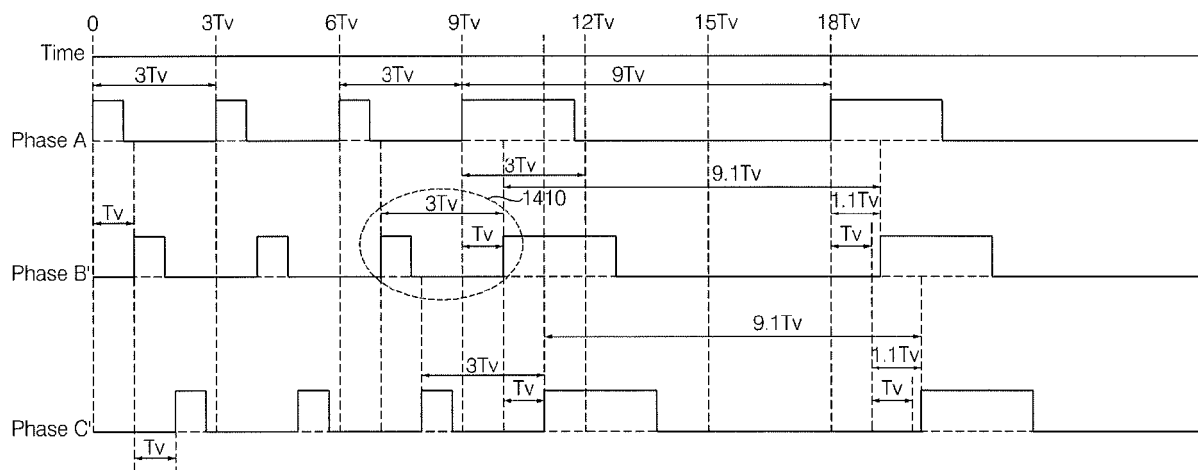 0 3Tv 6Tv 9Tv 12Tv 15Tv 18Tv
Time
3Tv 3Tv 9Tv
Phase A
3Tv
9.1Tv
1410
Tv 3Tv 1.1Tv
Tv Tv
Phase B'
9.1Tv
1.1Tv
3Tv
Tv Tv
Phase C'
Tv